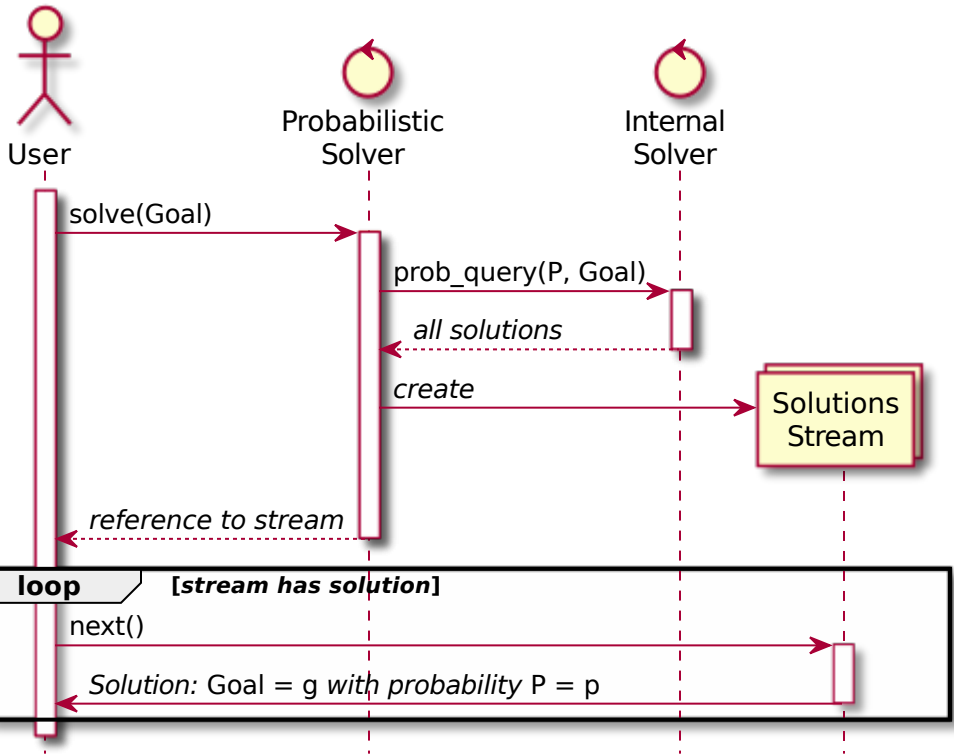 User
Probabilistic
Solver
Internal
Solver
solve(Goal)
prob_query(P, Goal)
all solutions
create
Solutions
Stream
reference to stream
loop [stream has solution]
next()
Solution: Goal = g with probability P = p